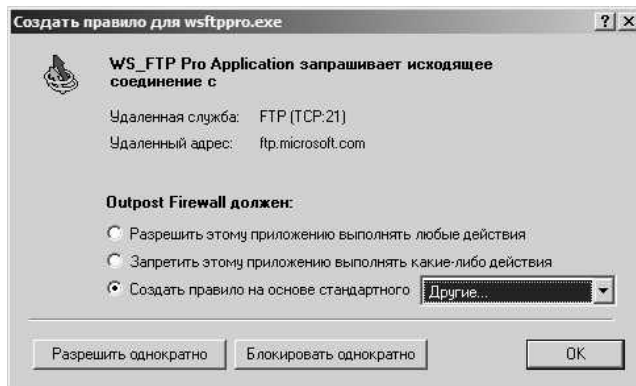 Создать правило для wsftppro.exe
WS_FTP Pro Application запрашивает исходящее
соединение с
Удаленная служба: FTP (TCP:21)
Удаленный адрес: ftp.microsoft.com
Outpost Firewall должен:
Разрешить этому приложению выполнять любые действия
Запретить этому приложению выполнять какие-либо действия
Создать правило на основе стандартного Другие...
Разрешить однократно Блокировать однократно OK